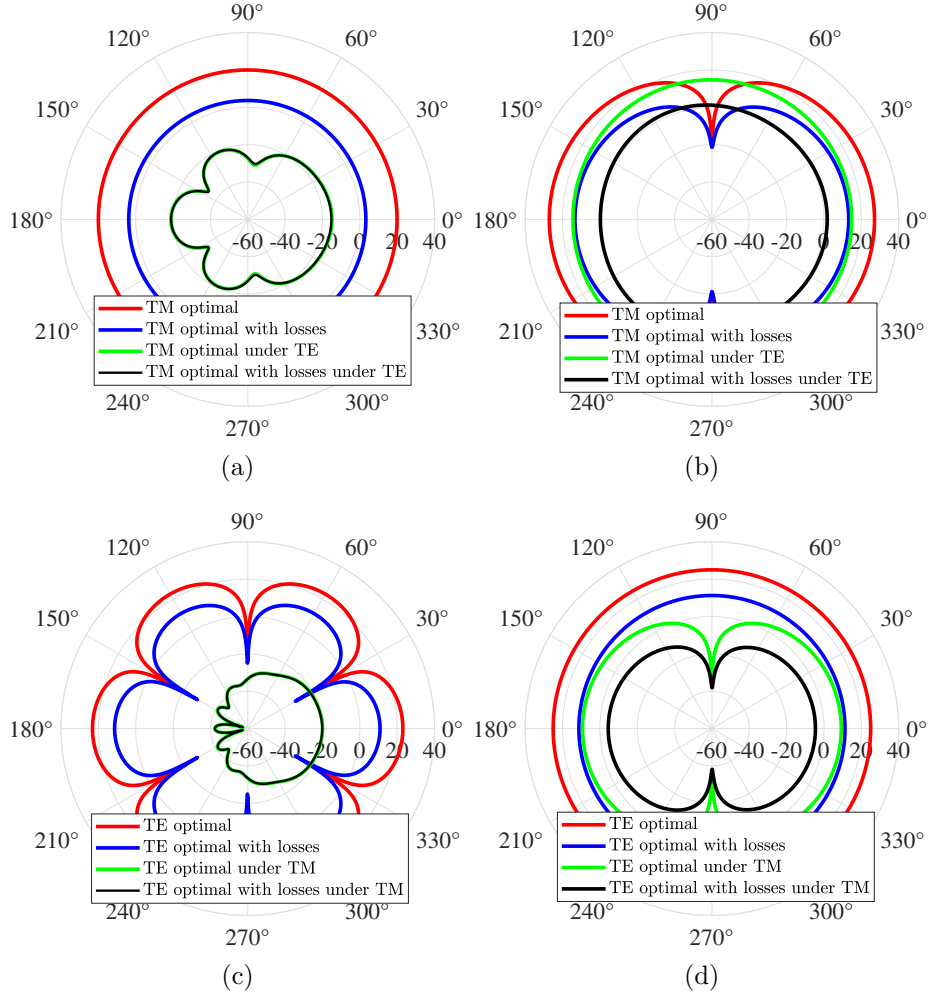 90°
120°
60°
150°
30°
180°
0°
-60 -40 -20 0 20 40
210°
330°
TM optimal
TM optimal with losses
TM optimal under TE
TM optimal with losses under TE
240°
300°
270°
(a)
90°
120°
60°
150°
30°
180°
0°
-60 -40 -20 0 20 40
210°
330°
TM optimal
TM optimal with losses
TM optimal under TE
TM optimal with losses under TE
240°
300°
270°
(b)
90°
120°
60°
150°
30°
180°
0°
-60 -40 -20 0 20 40
210°
330°
TE optimal
TE optimal with losses
TE optimal under TM
TE optimal with losses under TM
240°
300°
270°
(c)
90°
120°
60°
150°
30°
180°
0°
-60 -40 -20 0 20 40
210°
330°
TE optimal
TE optimal with losses
TE optimal under TM
TE optimal with losses under TM
240°
300°
270°
(d)